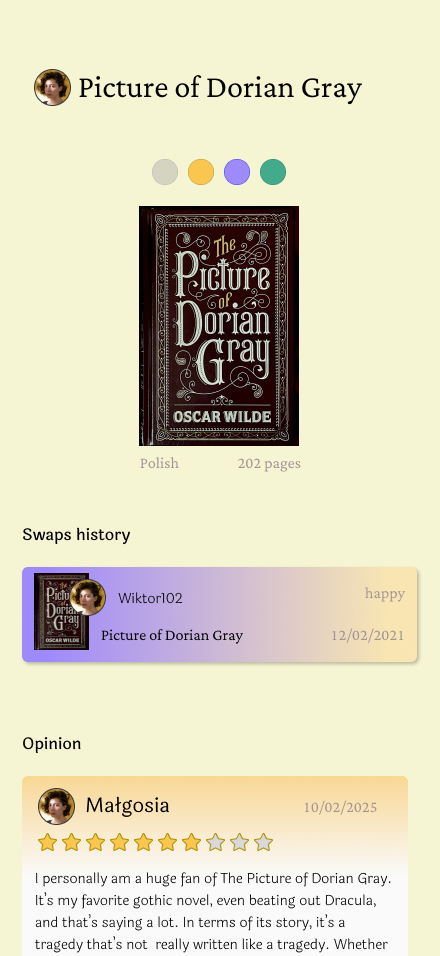 Picture of Dorian Gray
The
Picture
of
Dorian
Gray
OSCAR WILDE
Polish 202 pages
Swaps history
Wiktor102 happy
Picture of Dorian Gray 12/02/2021
Opinion
Małgosia 10/02/2025
I personally am a huge fan of The Picture of Dorian Gray.
It's my favorite gothic novel, even beating out Dracula,
and that's saying a lot. In terms of its story, it's a
tragedy that's not really written like a tragedy. Whether